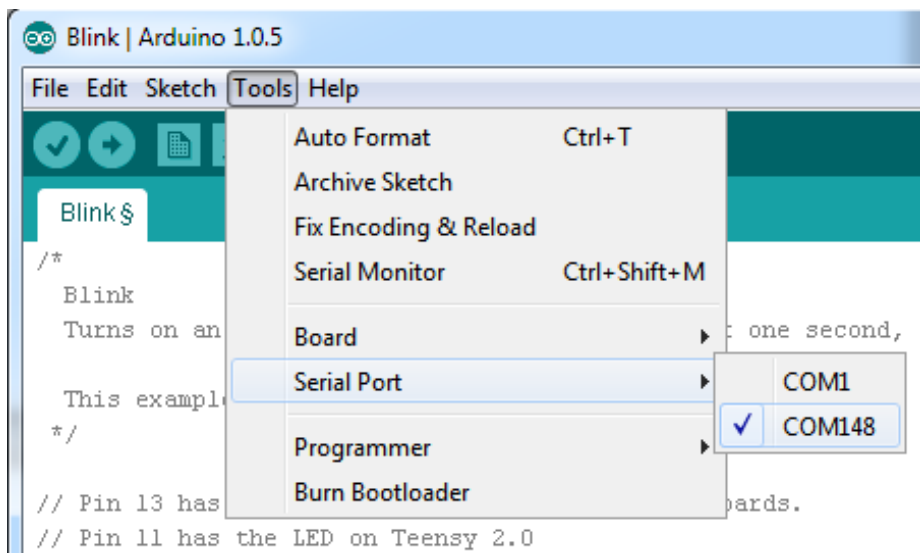 Blink | Arduino 1.0.5
File Edit Sketch Tools Help
Auto Format Ctrl+T
Archive Sketch
Fix Encoding & Reload
Serial Monitor Ctrl+Shift+M
Board
Serial Port
COM1
COM148
Programmer
Burn Bootloader
Blink§
/*
Blink
Turns on an one second,
This
*/
// Pin 13 has
// Pin 11 has the LED on Teensy 2.0